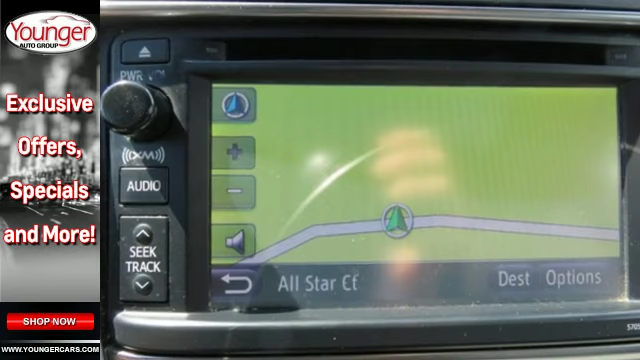 Younger
AUTO GROUP
Exclusive
Offers,
Specials
and More!
SHOP NOW
WWW.YOUNGERCARS.COM
PWR VOL
((XM))
AUDIO
SEEK
TRACK
All Star Ct
Dest
Options